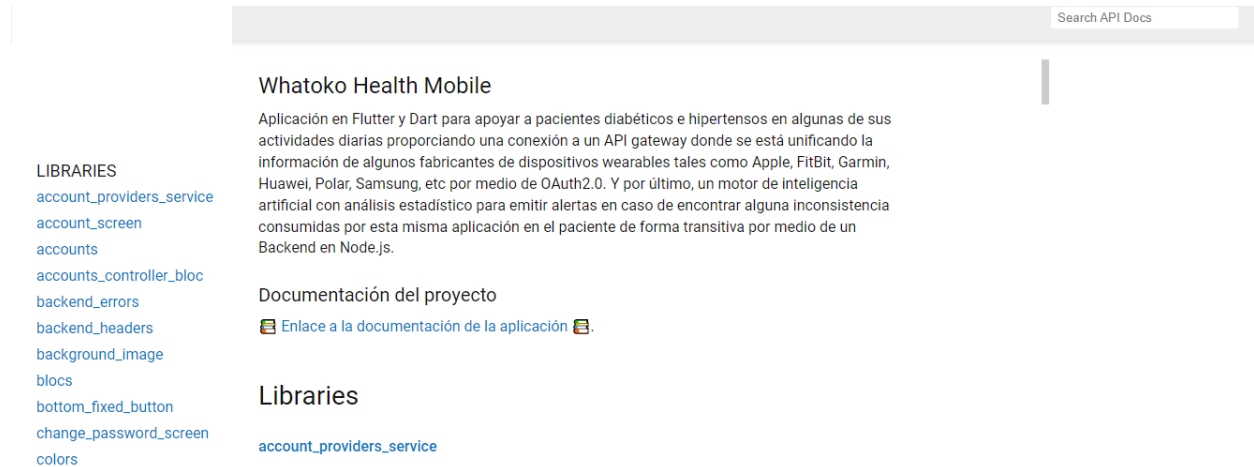 Search API Docs
Whatoko Health Mobile
Aplicación en Flutter y Dart para apoyar a pacientes diabéticos e hipertensos en algunas de sus
actividades diarias proporciando una conexión a un API gateway donde se está unificando la
información de algunos fabricantes de dispositivos wearables tales como Apple, FitBit, Garmin,
Huawei, Polar, Samsung, etc por medio de OAuth2.0. Y por último, un motor de inteligencia
artificial con análisis estadístico para emitir alertas en caso de encontrar alguna inconsistencia
consumidas por esta misma aplicación en el paciente de forma transitiva por medio de un
Backend en Node.js.
Documentación del proyecto
📚 Enlace a la documentación de la aplicación 📚.
Libraries
account_providers_service
LIBRARIES
account_providers_service
account_screen
accounts
accounts_controller_bloc
backend_errors
backend_headers
background_image
blocs
bottom_fixed_button
change_password_screen
colors